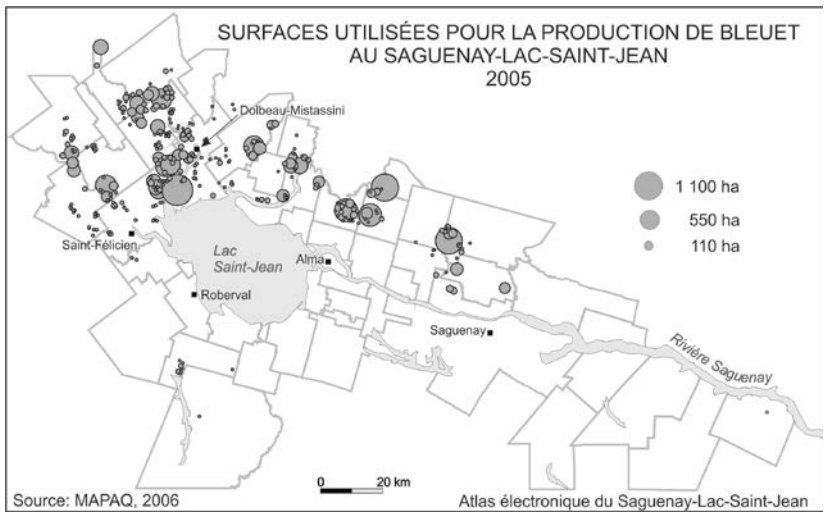 SURFACES UTILISÉES POUR LA PRODUCTION DE BLEUET
AU SAGUENAY-LAC-SAINT-JEAN
2005
Dolbeau-Mistassini
1 100 ha
550 ha
110 ha
Saint-Félicien
Lac
Saint-Jean
Alma
Roberval
Saguenay
Rivière Saguenay
0 20 km
Source: MAPAQ, 2006
Atlas électronique du Saguenay-Lac-Saint-Jean